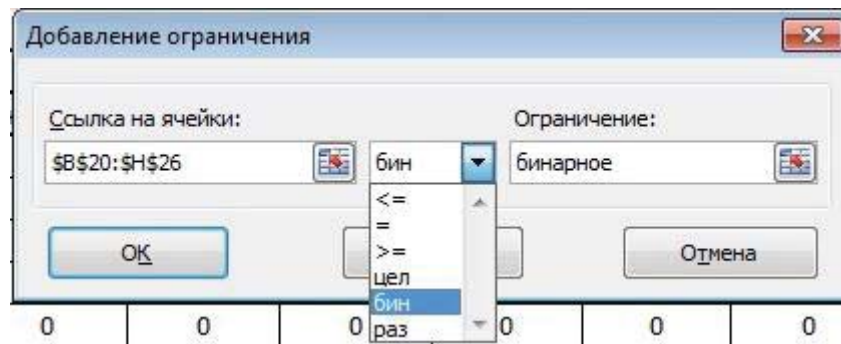 Добавление ограничения
Ссылка на ячейки:
Ограничение:
$B$20:$H$26
бин
бинарное
<=
=
>=
цел
бин
раз
ОК
Отмена
0 0 0 0 0 0